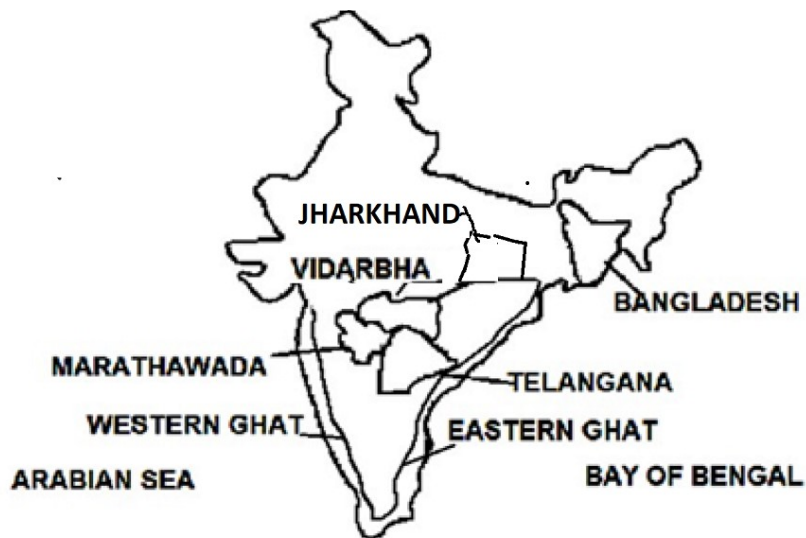 JHARKHAND
VIDARBHA
BANGLADESH
MARATHAWADA
TELANGANA
WESTERN GHAT
EASTERN GHAT
ARABIAN SEA
BAY OF BENGAL